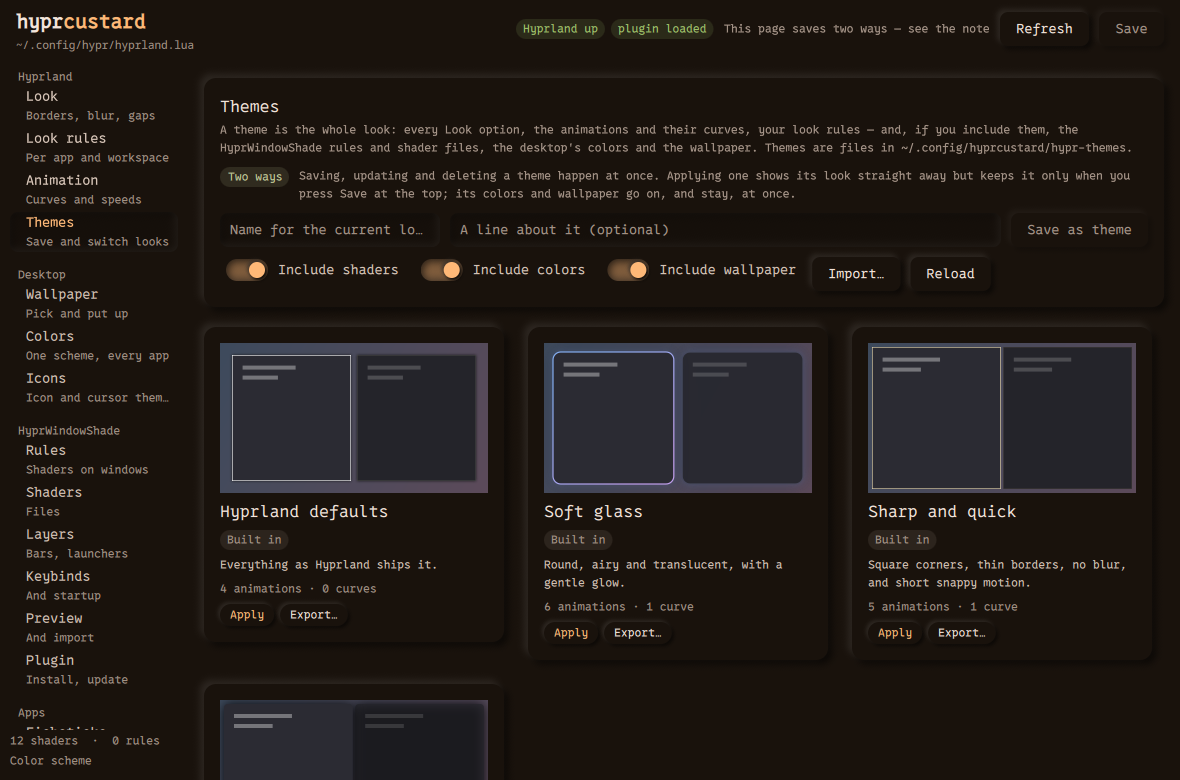 hyprcustard
~/.config/hypr/hyprland.lua
Hyprland up
plugin loaded
This page saves two ways — see the note
Refresh
Save
Hyprland
Look
Borders, blur, gaps
Look rules
Per app and workspace
Animation
Curves and speeds
Themes
Save and switch looks
Desktop
Wallpaper
Pick and put up
Colors
One scheme, every app
Icons
Icon and cursor them…
HyprWindowShade
Rules
Shaders on windows
Shaders
Files
Layers
Bars, launchers
Keybinds
And startup
Preview
And import
Plugin
Install, update
Apps
12 shaders · 0 rules
Color scheme
Themes
A theme is the whole look: every Look option, the animations and their curves, your look rules — and, if you include them, the
HyprWindowShade rules and shader files, the desktop's colors and the wallpaper. Themes are files in ~/.config/hyprcustard/hypr-themes.
Two ways
Saving, updating and deleting a theme happen at once. Applying one shows its look straight away but keeps it only when you
press Save at the top; its colors and wallpaper go on, and stay, at once.
Name for the current lo…
A line about it (optional)
Save as theme
Include shaders
Include colors
Include wallpaper
Import…
Reload
Hyprland defaults
Built in
Everything as Hyprland ships it.
4 animations · 0 curves
Apply
Export…
Soft glass
Built in
Round, airy and translucent, with a
gentle glow.
6 animations · 1 curve
Apply
Export…
Sharp and quick
Built in
Square corners, thin borders, no blur,
and short snappy motion.
5 animations · 1 curve
Apply
Export…